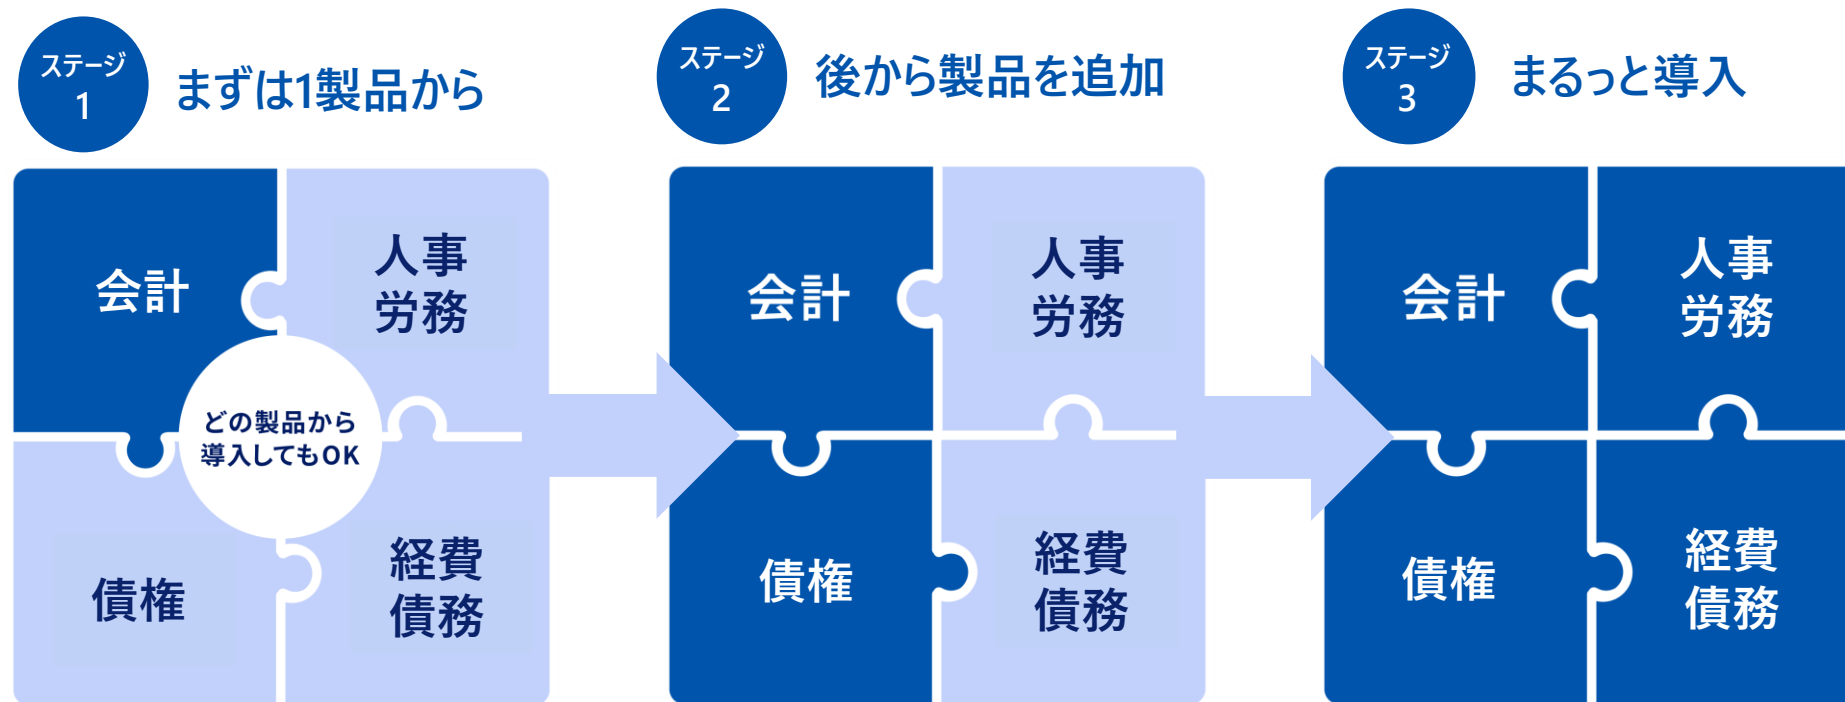 ステージ
1
まずは1製品から
会計
人事
労務
どの製品から
導入してもOK
債権
経費
債務
ステージ
2
後から製品を追加
会計
人事
労務
債権
経費
債務
ステージ
3
まるっと導入
会計
人事
労務
債権
経費
債務